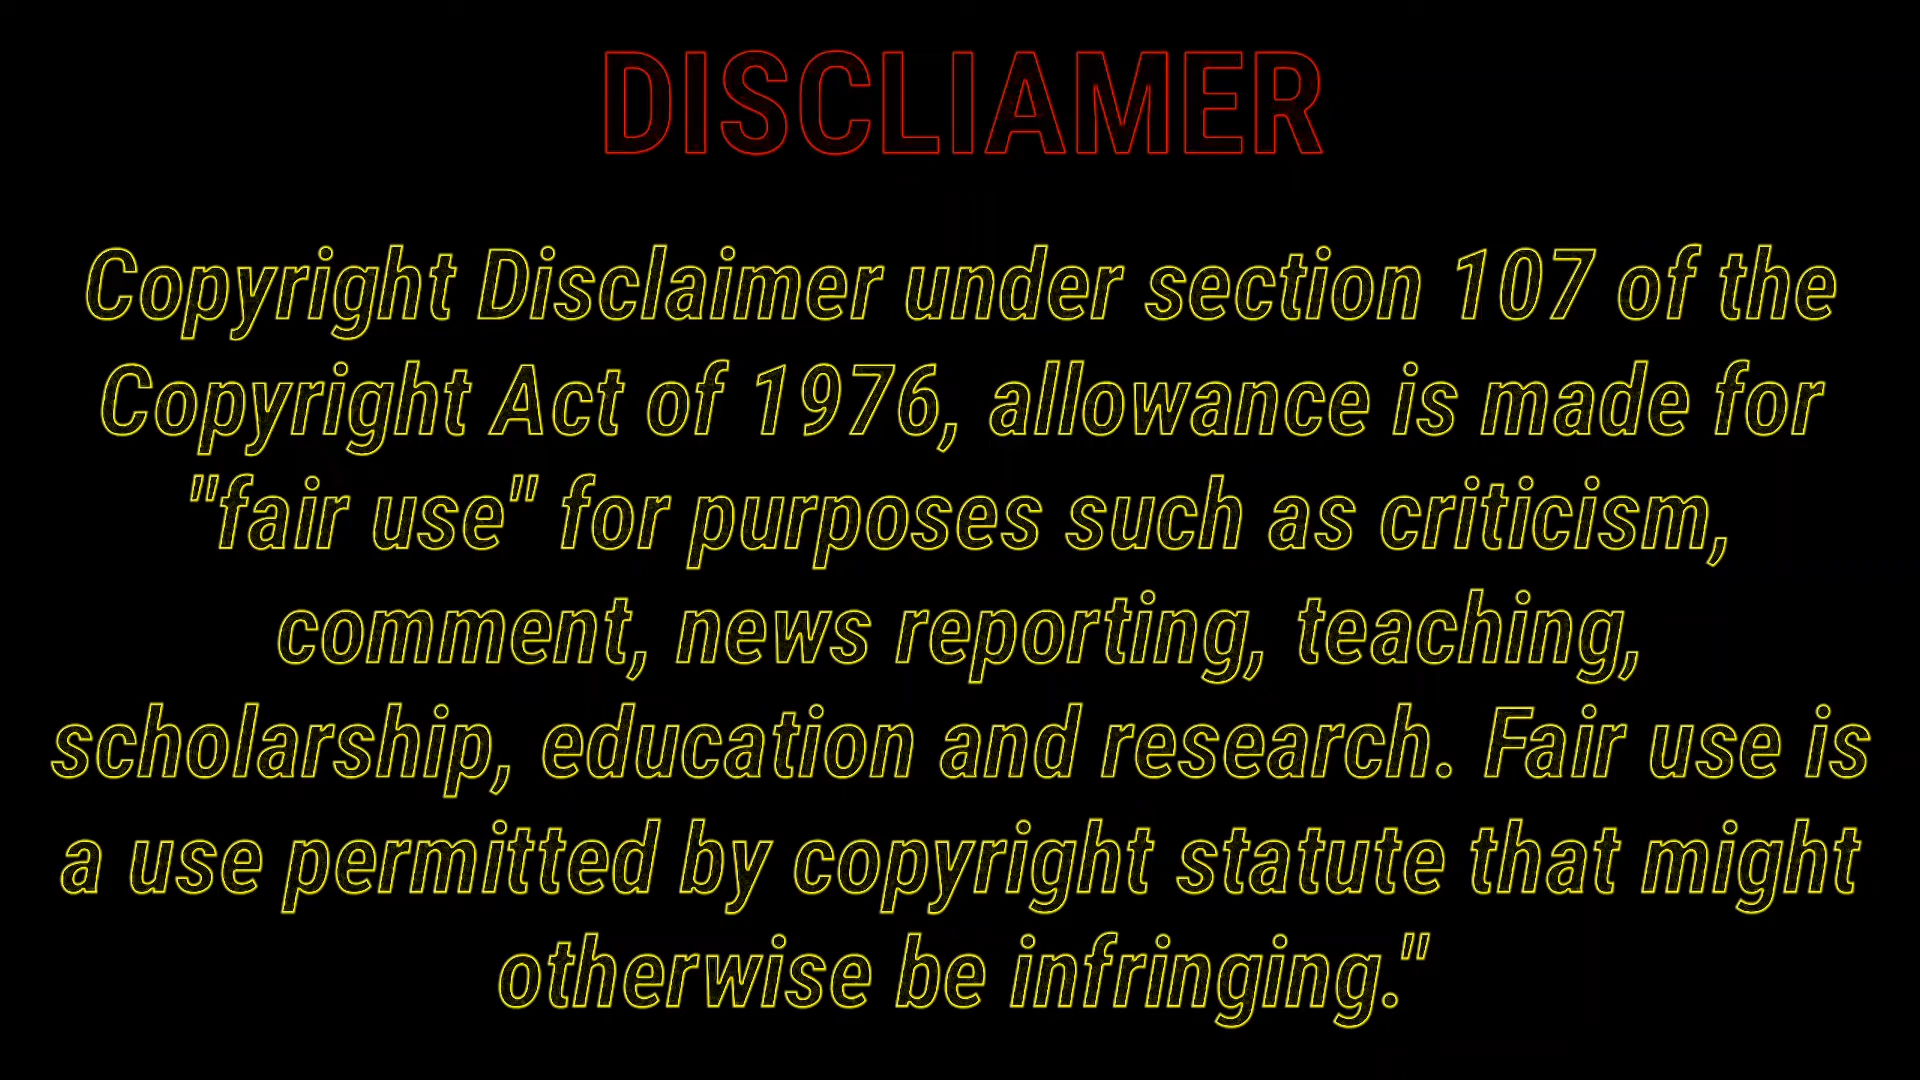 DISCLIAMER
Copyright Disclaimer under section 107 of the
Copyright Act of 1976, allowance is made for
"fair use" for purposes such as criticism,
comment, news reporting, teaching,
scholarship, education and research. Fair use is
a use permitted by copyright statute that might
otherwise be infringing."